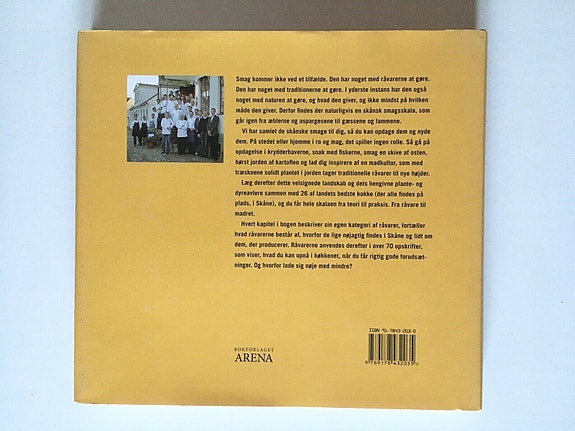 Smag kommer ikke ved et tilfælde. Den har noget med råvarerne at gøre.
Den har noget med traditionerne at gøre. I yderste instans har den også
noget med naturen at gøre, og hvad den giver, og ikke mindst på hvilken
måde den giver. Derfor findes der naturligvis en skånsk smagsskala, som
går igen fra æblerne og aspargesene til gæssene og lammene.
Vi har samlet de skånske smage til dig, så du kan opdage dem og nyde
dem. På stedet eller hjemme i ro og mag, det spiller ingen rolle. Så gå på
opdagelse i krydderhaverne, snak med fiskerne, smag en skive af osten,
børst jorden af kartoflen og lad dig inspirere af en madkultur, som med
træskoene solidt plantet i jorden tager traditionelle råvarer til nye højder.
Læg derefter dette velsignede landskab og dets hengivne plante- og
dyreavlere sammen med 26 af landets bedste kokke (der alle findes på
plads, i Skåne), og du får hele skalaen fra teori til praksis. Fra råvare til
madret.
Hvert kapitel i bogen beskriver sin egen kategori af råvarer, fortæller
hvad råvarerne består af, hvorfor de lige nøjagtig findes i Skåne og lidt om
dem, der producerer. Råvarerne anvendes derefter i over 70 opskrifter,
som viser, hvad du kan opnå i køkkenet, når du får rigtig gode forudsæt-
ninger. Og hvorfor lade sig nøje med mindre?
ISBN 91-7843-203-0
BOKFÖRLAGET
ARENA
9 789178 432035 >